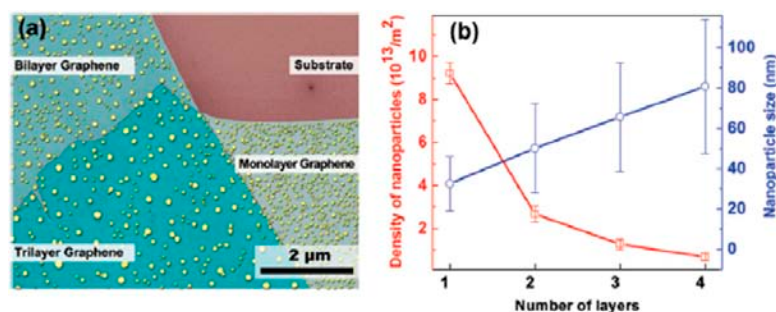 (a)
Bilayer Graphene
Substrate
Monolayer Graphene
Trilayer Graphene
2 μm
(b)
Density of nanoparticles (10^13/m^2)
10
8
6
4
2
Nanoparticle size (nm)
100
80
60
40
20
0
1 2 3 4
Number of layers